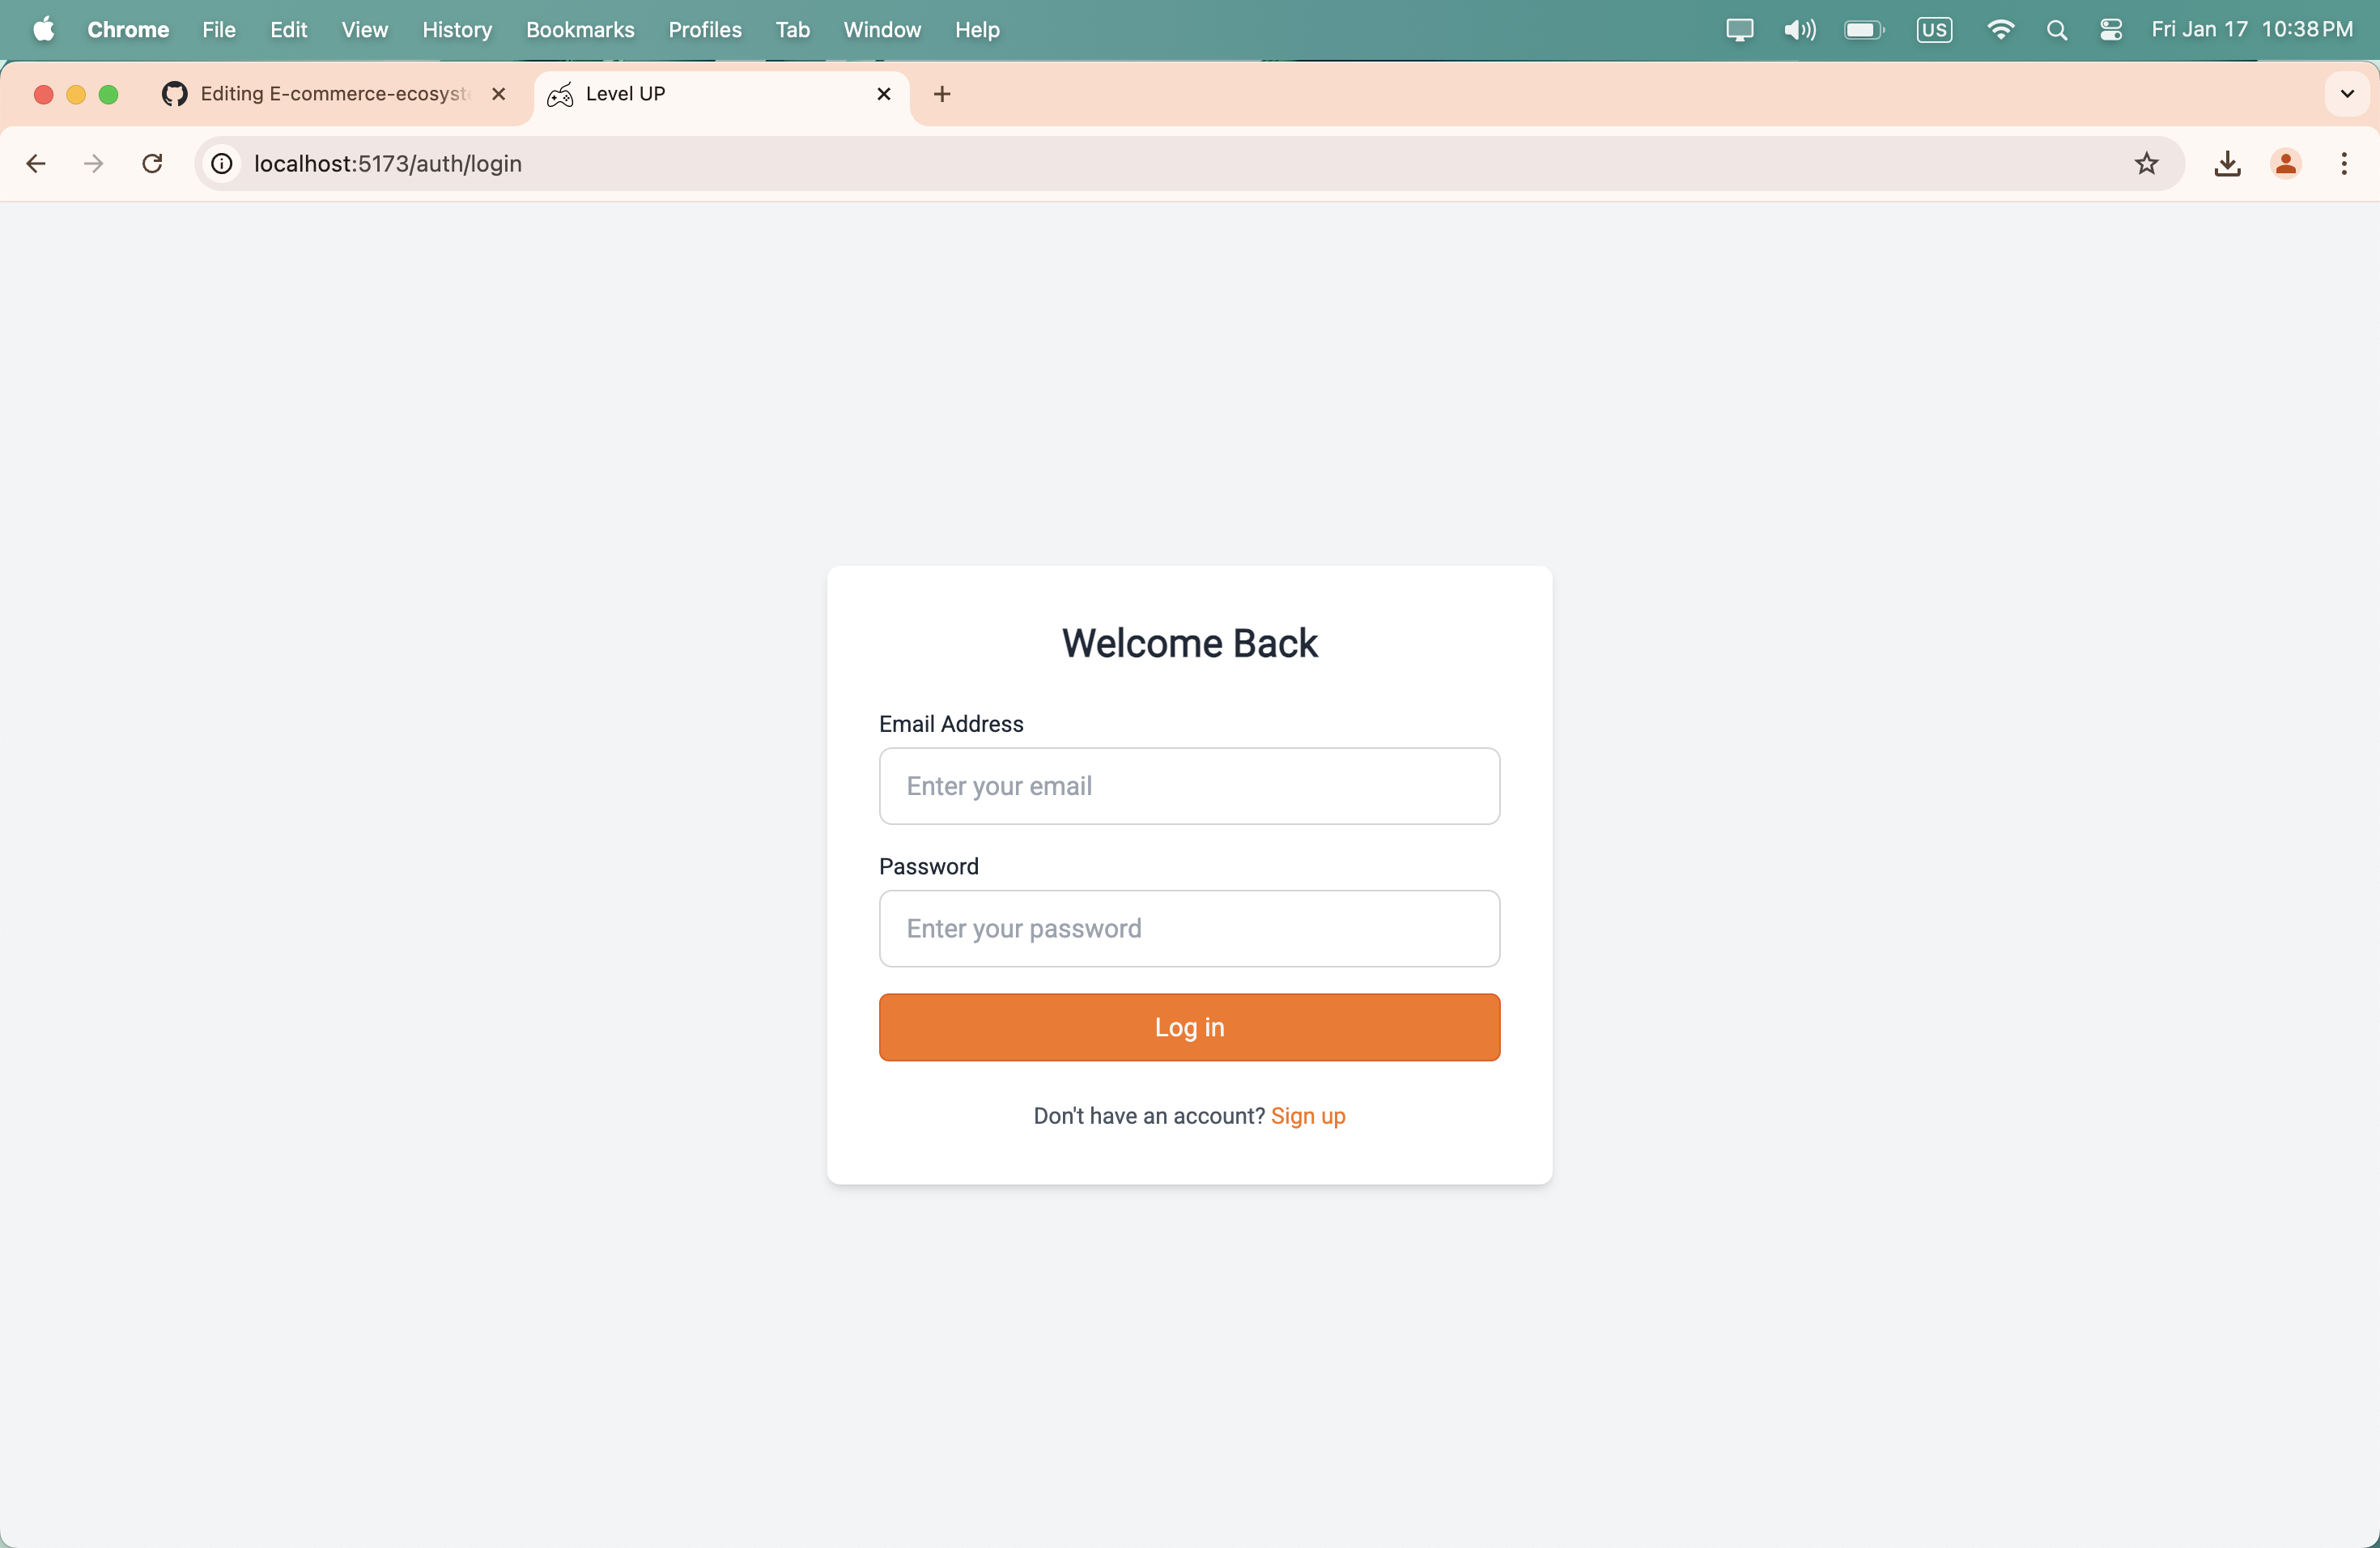 Chrome File Edit View History Bookmarks Profiles Tab Window Help US Fri Jan 17 10:38 PM
Editing E-commerce-ecosyst Level UP
localhost:5173/auth/login
Welcome Back
Email Address
Enter your email
Password
Enter your password
Log in
Don't have an account? Sign up